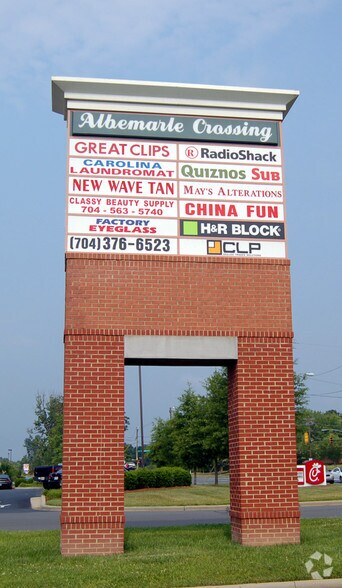 Albemarle Crossing
GREAT CLIPS
RadioShack
CAROLINA
LAUNDROMAT
Quiznos Sub
NEW WAVE TAN
MAY'S ALTERATIONS
CLASSY BEAUTY SUPPLY
704 - 563 - 5740
CHINA FUN
FACTORY
EYEGLASS
H&R BLOCK
(704)376-6523
CLP